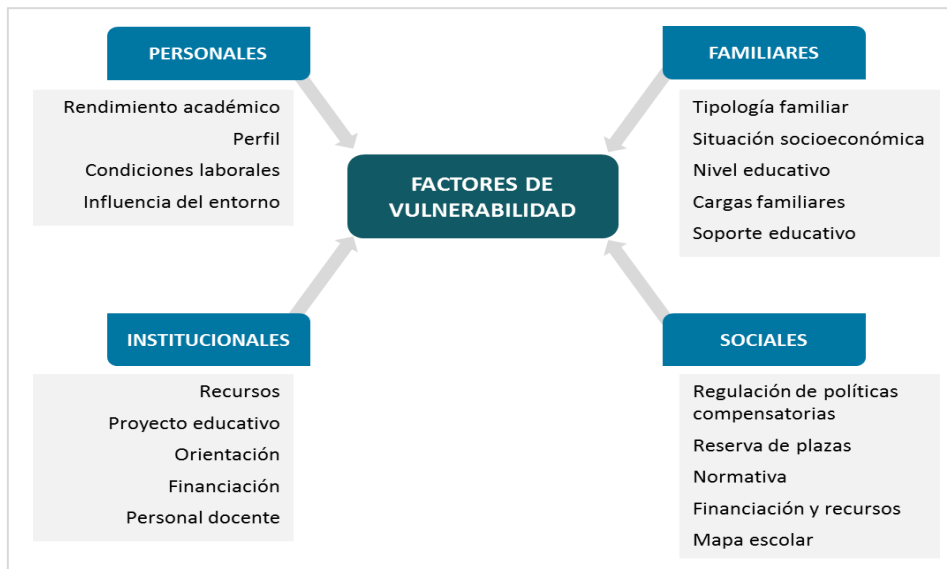 PERSONALES
Rendimiento académico
Perfil
Condiciones laborales
Influencia del entorno
FAMILIARES
Tipología familiar
Situación socioeconómica
Nivel educativo
Cargas familiares
Soporte educativo
FACTORES DE
VULNERABILIDAD
INSTITUCIONALES
Recursos
Proyecto educativo
Orientación
Financiación
Personal docente
SOCIALES
Regulación de políticas
compensatorias
Reserva de plazas
Normativa
Financiación y recursos
Mapa escolar